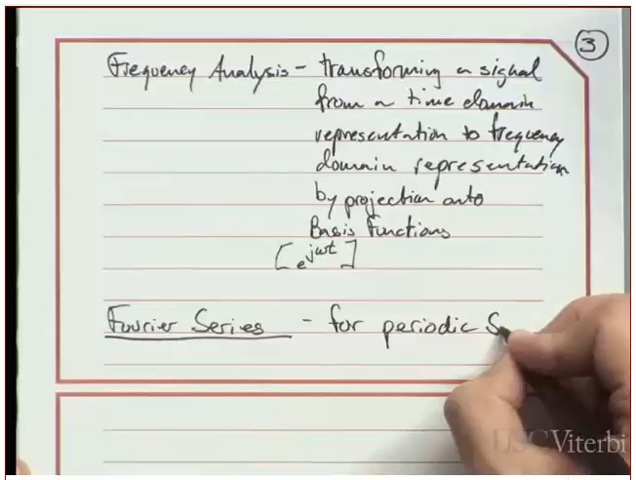 3
Frequency Analysis - transforming a signal
from a time domain
representation to frequency
domain representation
by projection onto
Basis Functions
[e^jωt]
Fourier Series - for periodic S
USC Viterbi